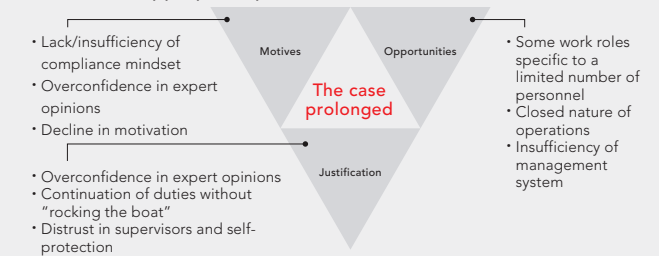 • Lack/insufficiency of
compliance mindset
• Overconfidence in expert
opinions
• Decline in motivation
Motives
Opportunities
The case
prolonged
• Some work roles
specific to a
limited number of
personnel
• Closed nature of
operations
• Insufficiency of
management
system
Justification
• Overconfidence in expert opinions
• Continuation of duties without
“rocking the boat”
• Distrust in supervisors and self-
protection